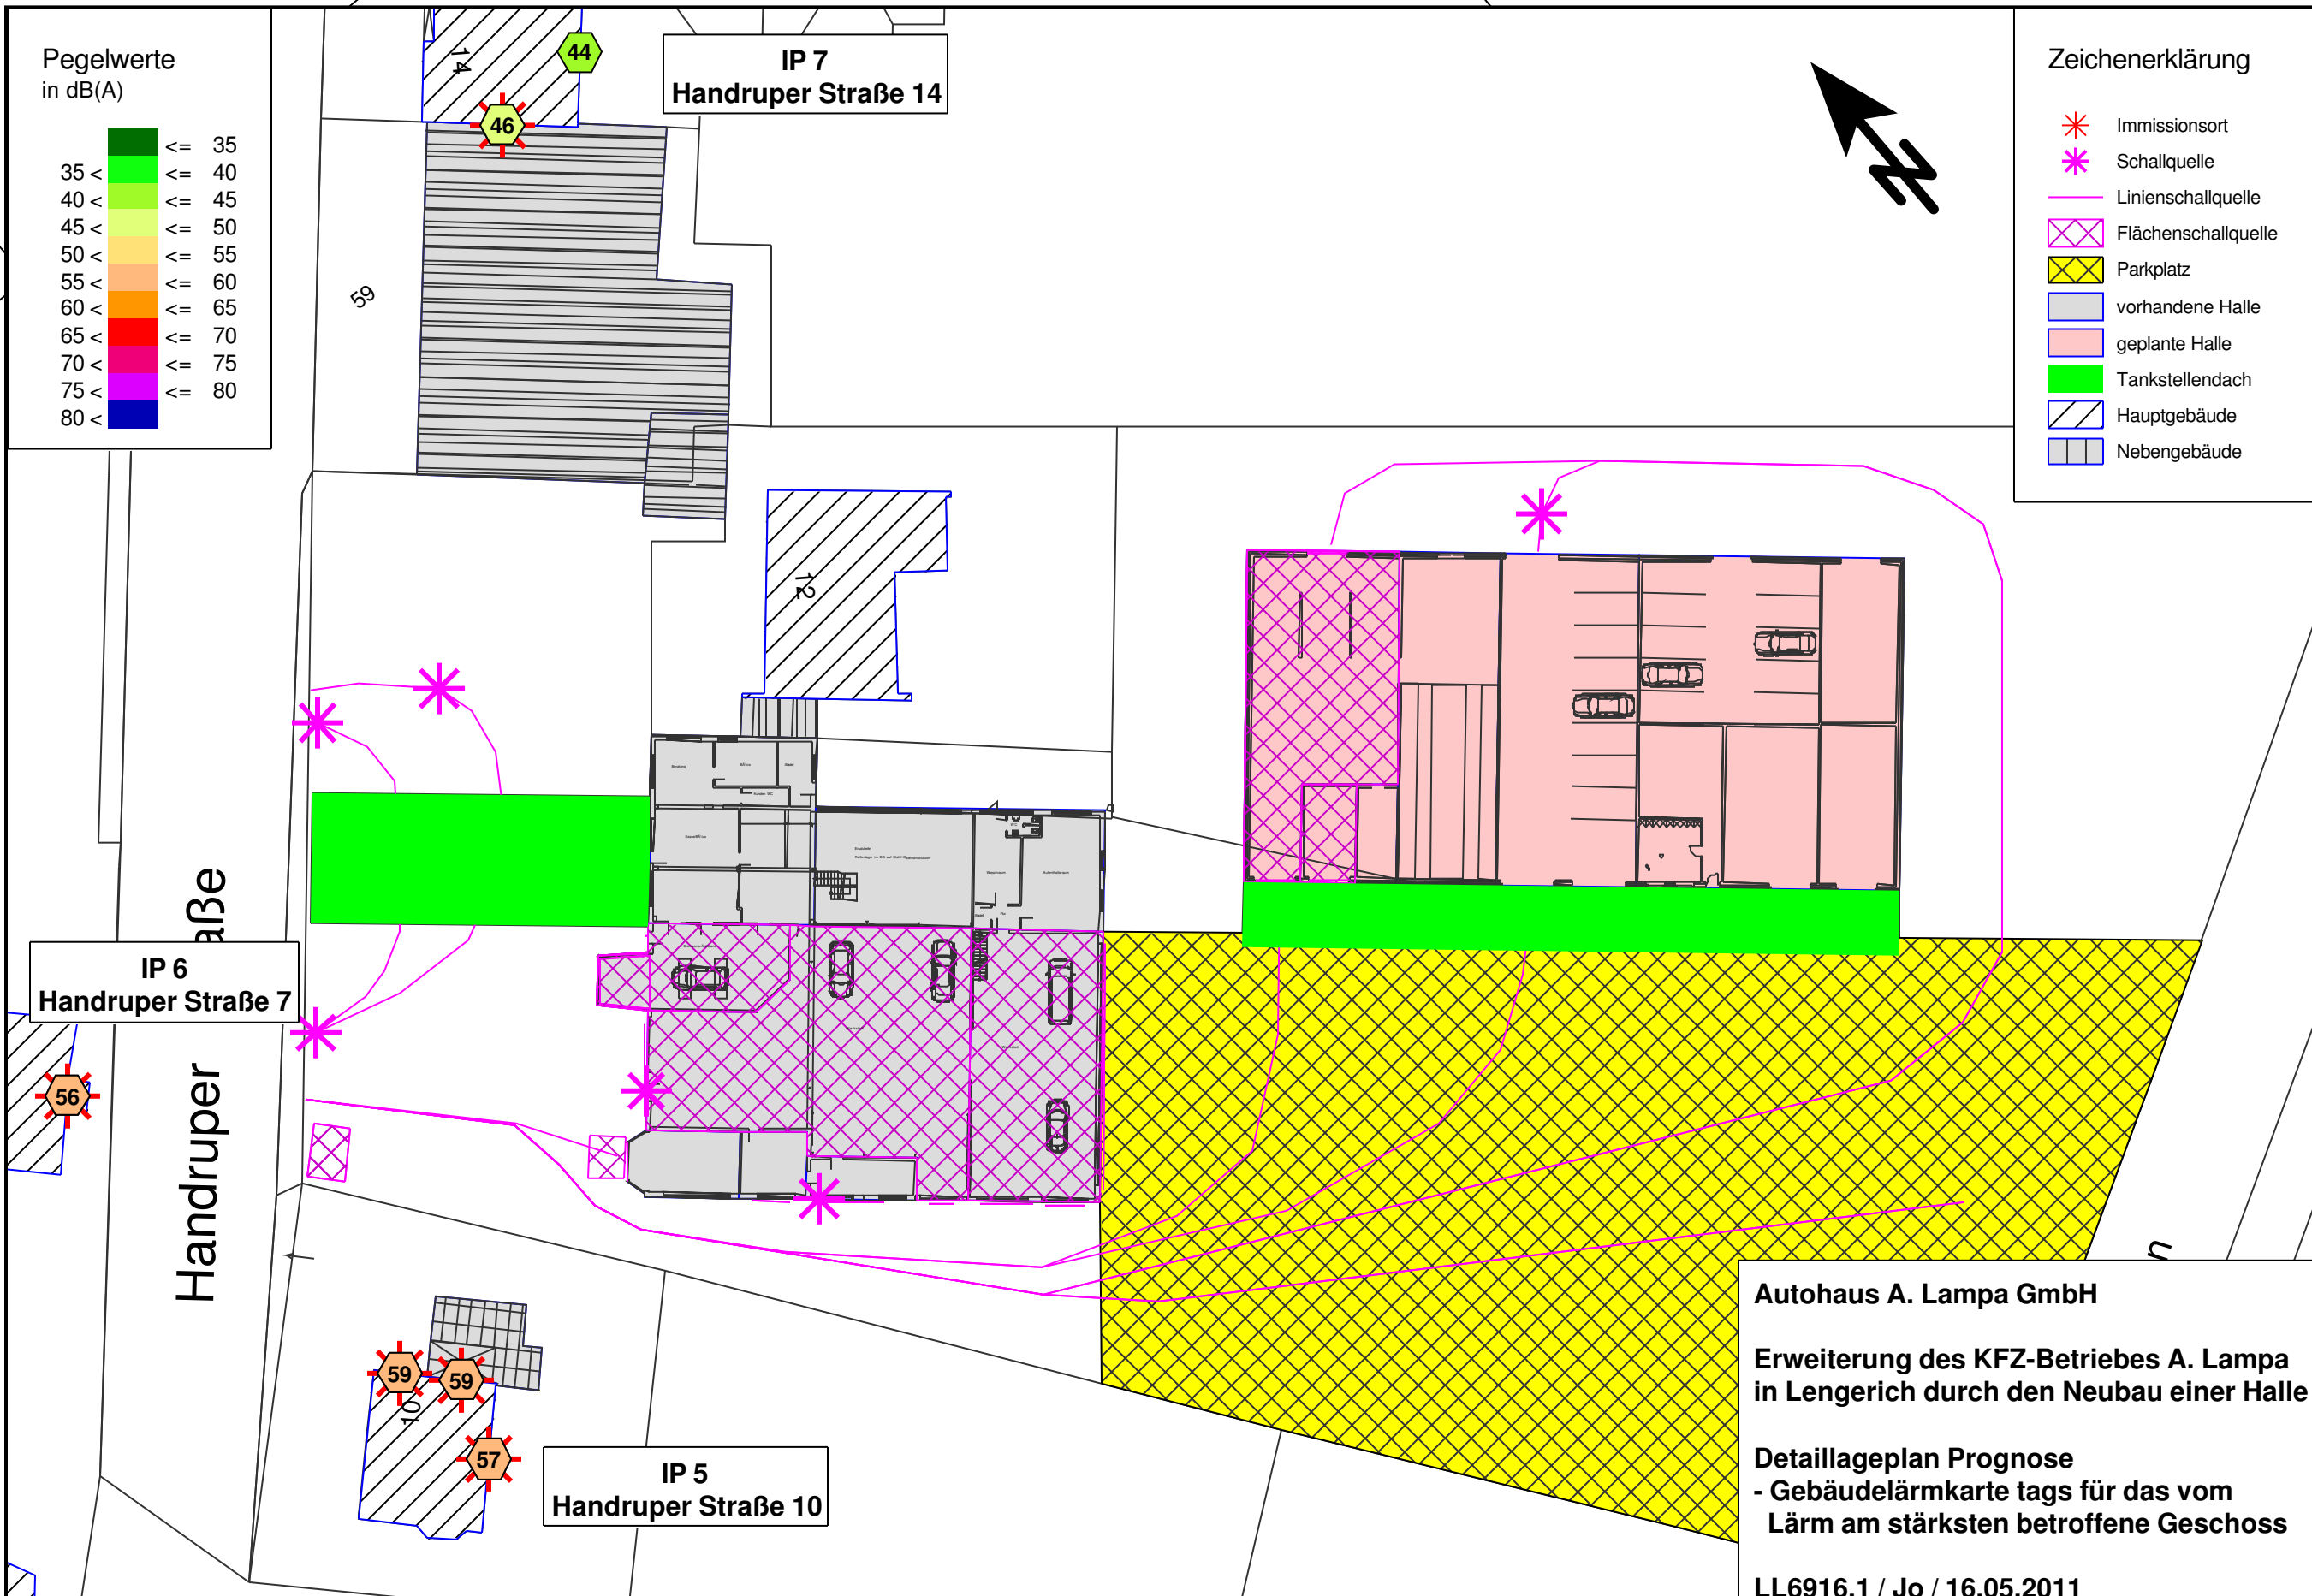 Pegelwerte
in dB(A)
<= 35
35 < <= 40
40 < <= 45
45 < <= 50
50 < <= 55
55 < <= 60
60 < <= 65
65 < <= 70
70 < <= 75
75 < <= 80
80 <
14
44
46
IP 7
Handruper Straße 14
Zeichenerklärung
Immissionsort
Schallquelle
Linienschallquelle
Flächenschallquelle
Parkplatz
vorhandene Halle
geplante Halle
Tankstellendach
Hauptgebäude
Nebengebäude
59
12
aße
IP 6
Handruper Straße 7
56
Handruper
59
59
10
57
IP 5
Handruper Straße 10
n
Autohaus A. Lampa GmbH
Erweiterung des KFZ-Betriebes A. Lampa
in Lengerich durch den Neubau einer Halle
Detaillageplan Prognose
- Gebäudelärmkarte tags für das vom
Lärm am stärksten betroffene Geschoss
LL6916.1 / Jo / 16.05.2011